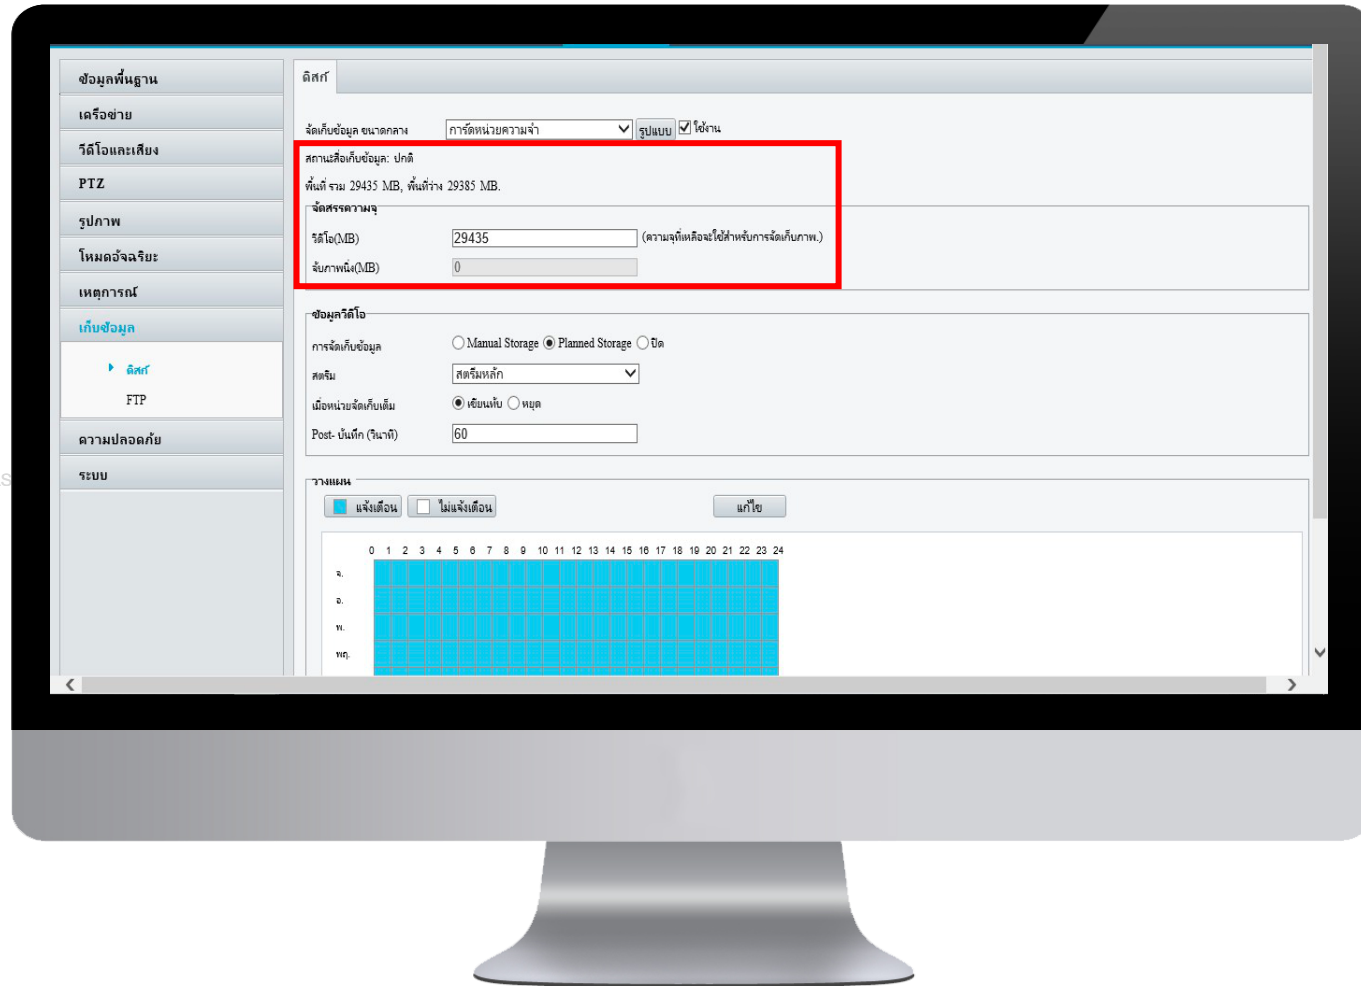 ข้อมูลพื้นฐาน
เครือข่าย
วีดีโอและเสียง
PTZ
รูปภาพ
โหมดอัจฉริยะ
เหตุการณ์
เก็บข้อมูล
ดิสก์
FTP
ความปลอดภัย
ระบบ
ดิสก์
จัดเก็บข้อมูล ขนาดกลาง การ์ดหน่วยความจำ รูปแบบ ใช้งาน
สถานะสื่อเก็บข้อมูล: ปกติ
พื้นที่ รวม 29435 MB, พื้นที่ว่าง 29385 MB.
จัดสรรความจุ
วีดีโอ(MB) 29435 (ความจุที่เหลือจะใช้สำหรับการจัดเก็บภาพ.)
จับภาพนิ่ง(MB) 0
ข้อมูลวีดีโอ
การจัดเก็บข้อมูล Manual Storage Planned Storage ปิด
สตรีม สตรีมหลัก
เมื่อหน่วยจัดเก็บเต็ม เขียนทับ หยุด
Post- บันทึก (วินาที) 60
วางแผน
แจ้งเตือน ไม่แจ้งเตือน แก้ไข
0 1 2 3 4 5 6 7 8 9 10 11 12 13 14 15 16 17 18 19 20 21 22 23 24
จ.
อ.
พ.
พฤ.